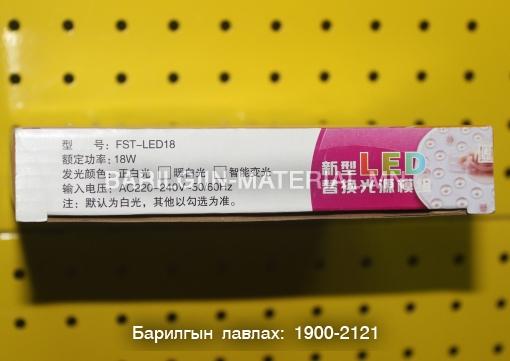 型 号: FST-LED18
额定功率: 18W
发光颜色: 正白光 □ 暖白光 □ 智能变光 □
输入电压: AC220-240V-50/60Hz
注: 默认为白光，其他以勾选为准。
新型LED
替换光源模组
BARILGIIN-MATERIAL.MN
Барилгын лавлах: 1900-2121